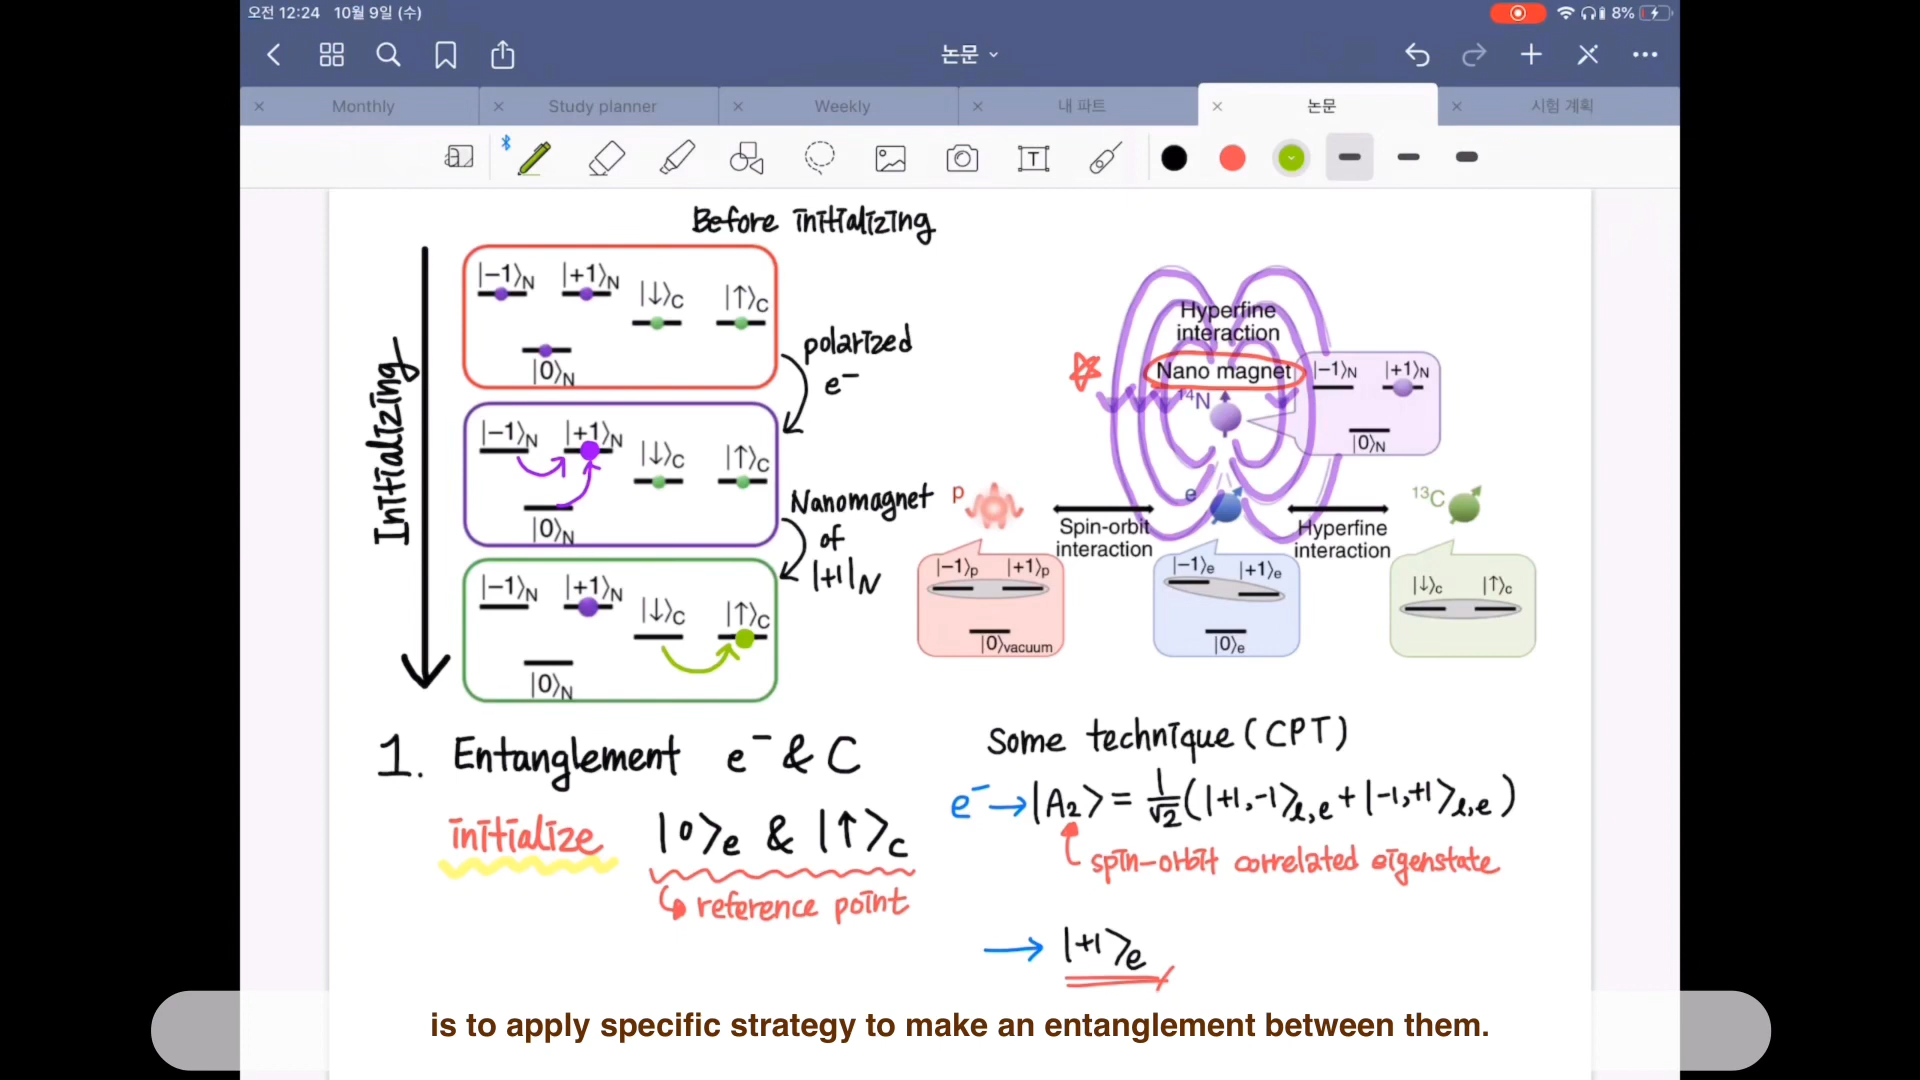 오전 12:24 10월 9일 (수)
8%
논문
Monthly
Study planner
Weekly
내 파트
논문
시험 계획
T
Before initializing
Initializing
|−1⟩N |+1⟩N |↓⟩C |↑⟩C
|0⟩N
polarized
e⁻
|−1⟩N |+1⟩N |↓⟩C |↑⟩C
|0⟩N
Nanomagnet
of
|+1|N
|−1⟩N |+1⟩N |↓⟩C |↑⟩C
|0⟩N
Hyperfine
interaction
Nano magnet
¹⁴N
|−1⟩N |+1⟩N
|0⟩N
p
e
¹³C
Spin-orbit
interaction
Hyperfine
interaction
|−1⟩p |+1⟩p
|0⟩vacuum
|−1⟩e |+1⟩e
|0⟩e
|↓⟩c |↑⟩c
1. Entanglement e⁻ & C
initialize |0⟩e & |↑⟩c
reference point
Some technique (CPT)
e⁻ → |A₂⟩ = 1/√2 (|+1,-1⟩l,e + |-1,+1⟩l,e)
spin-orbit correlated eigenstate
→ |+1⟩e
is to apply specific strategy to make an entanglement between them.